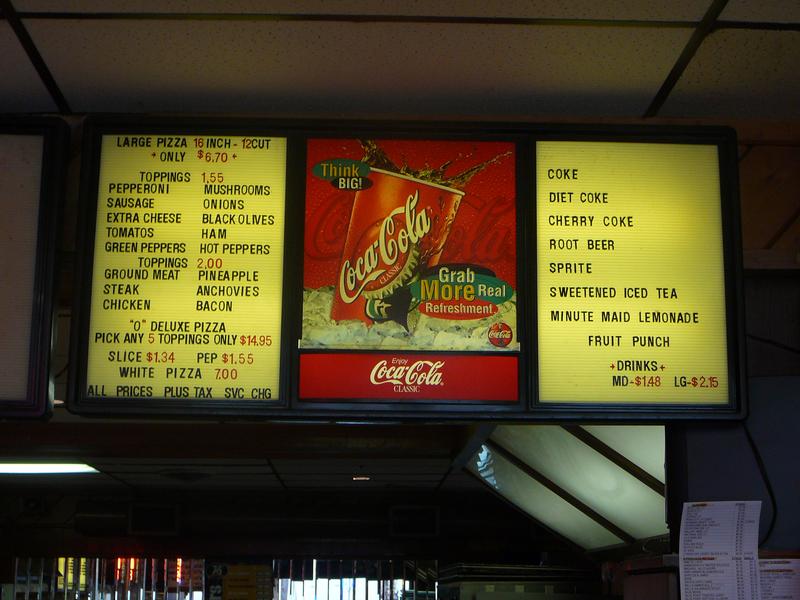 LARGE PIZZA 16 INCH - 12CUT
+ ONLY $6.70 +
TOPPINGS 1.55
PEPPERONI MUSHROOMS
SAUSAGE ONIONS
EXTRA CHEESE BLACK OLIVES
TOMATOS HAM
GREEN PEPPERS HOT PEPPERS
TOPPINGS 2.00
GROUND MEAT PINEAPPLE
STEAK ANCHOVIES
CHICKEN BACON
"O" DELUXE PIZZA
PICK ANY 5 TOPPINGS ONLY $14.95
SLICE $1.34 PEP $1.55
WHITE PIZZA 7.00
ALL PRICES PLUS TAX SVC CHG
Think
BIG!
Coca-Cola
CLASSIC
Grab
More Real
Refreshment.
Coca-Cola
Enjoy
Coca-Cola
CLASSIC
COKE
DIET COKE
CHERRY COKE
ROOT BEER
SPRITE
SWEETENED ICED TEA
MINUTE MAID LEMONADE
FRUIT PUNCH
+DRINKS+
MD-$1.48 LG-$2.15